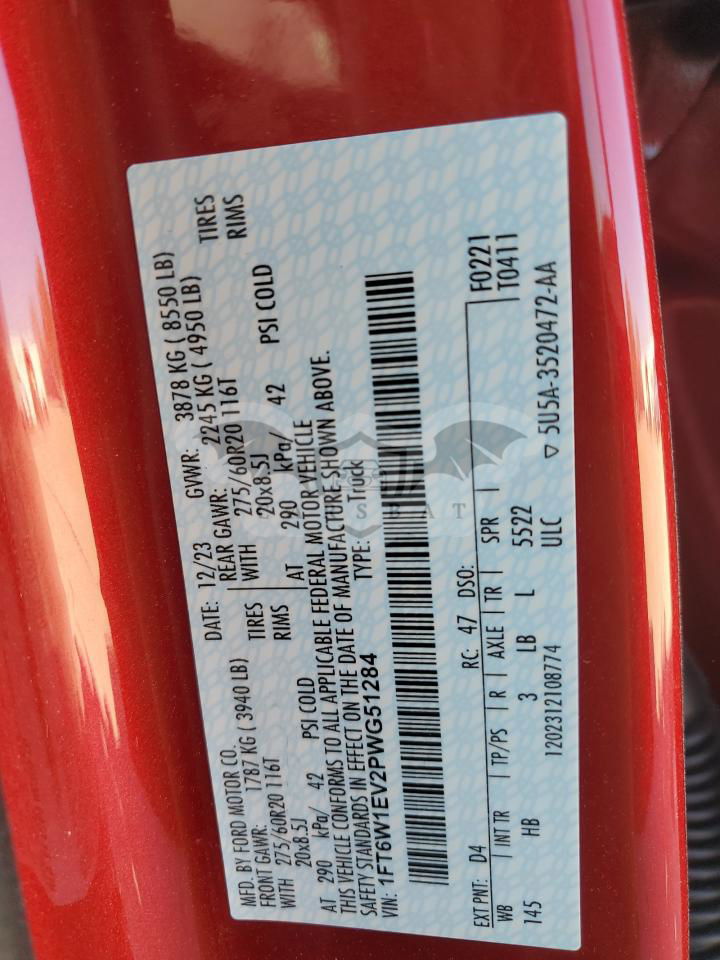 MFD. BY FORD MOTOR CO.
DATE: 12/23 GVWR: 3878 KG ( 8550 LB)
FRONT GAWR: 1787 KG ( 3940 LB) REAR GAWR: 2245 KG ( 4950 LB)
WITH 275/60R20 116T TIRES WITH 275/60R20 116T TIRES
20x8.5J RIMS 20x8.5J RIMS
AT 290 kPa/ 42 PSI COLD AT 290 kPa/ 42 PSI COLD
THIS VEHICLE CONFORMS TO ALL APPLICABLE FEDERAL MOTOR VEHICLE
SAFETY STANDARDS IN EFFECT ON THE DATE OF MANUFACTURE SHOWN ABOVE.
VIN: 1FT6W1EV2PWG51284 TYPE: Truck
EXT PNT: D4 RC: 47 DSO: F0221
WB INT TR TP/PS R AXLE TR SPR T0411
145 HB 3 LB L 5522
1202312108774 ULC ▽ 5U5A-3520472-AA